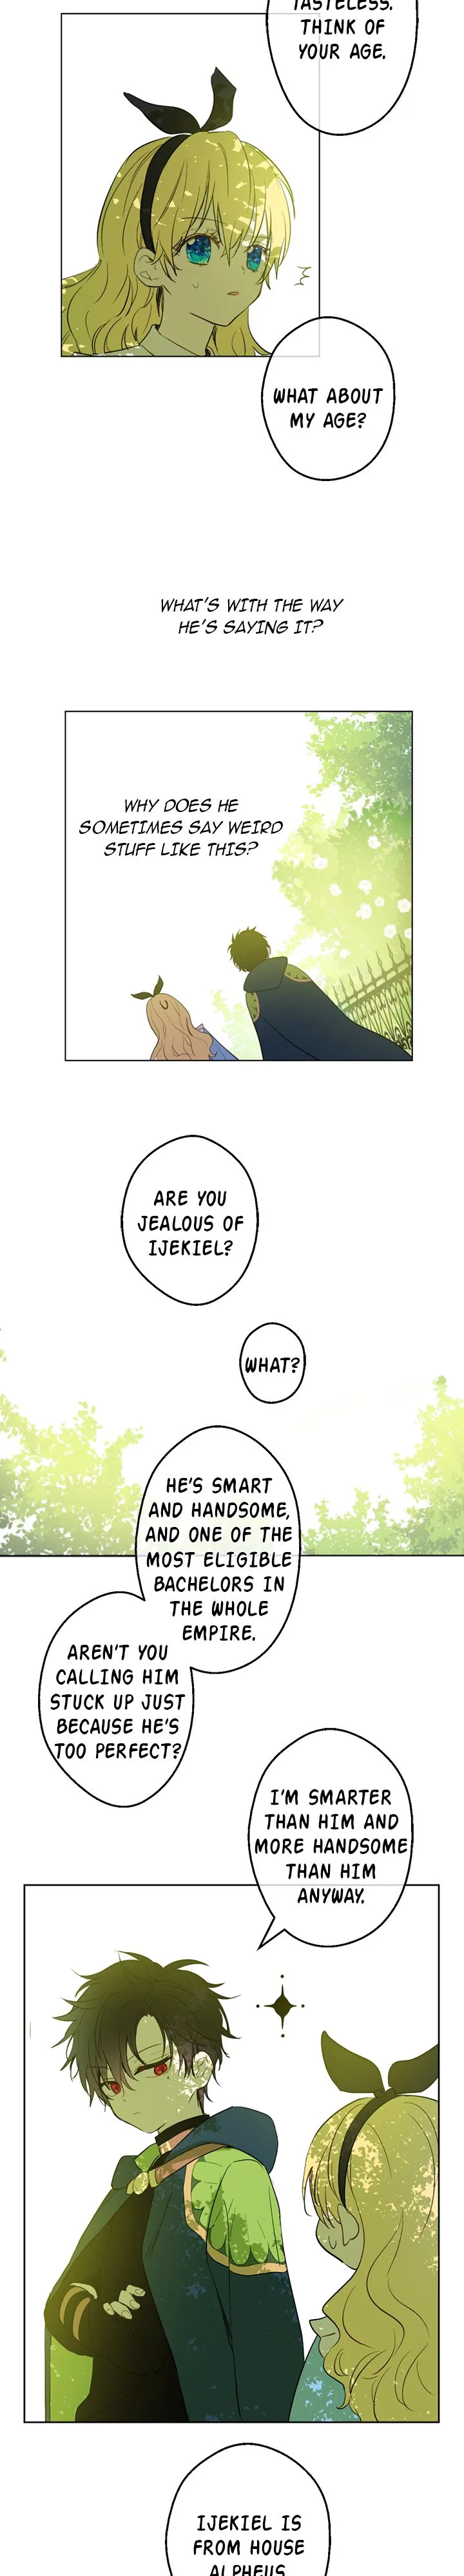 TASTELESS.
THINK OF
YOUR AGE.
WHAT ABOUT
MY AGE?
WHAT'S WITH THE WAY
HE'S SAYING IT?
WHY DOES HE
SOMETIMES SAY WEIRD
STUFF LIKE THIS?
ARE YOU
JEALOUS OF
IJEKIEL?
WHAT?
HE'S SMART
AND HANDSOME,
AND ONE OF THE
MOST ELIGIBLE
BACHELORS IN
THE WHOLE
EMPIRE.
AREN'T YOU
CALLING HIM
STUCK UP JUST
BECAUSE HE'S
TOO PERFECT?
I'M SMARTER
THAN HIM AND
MORE HANDSOME
THAN HIM
ANYWAY.
IJEKIEL IS
FROM HOUSE
ALPHEUS